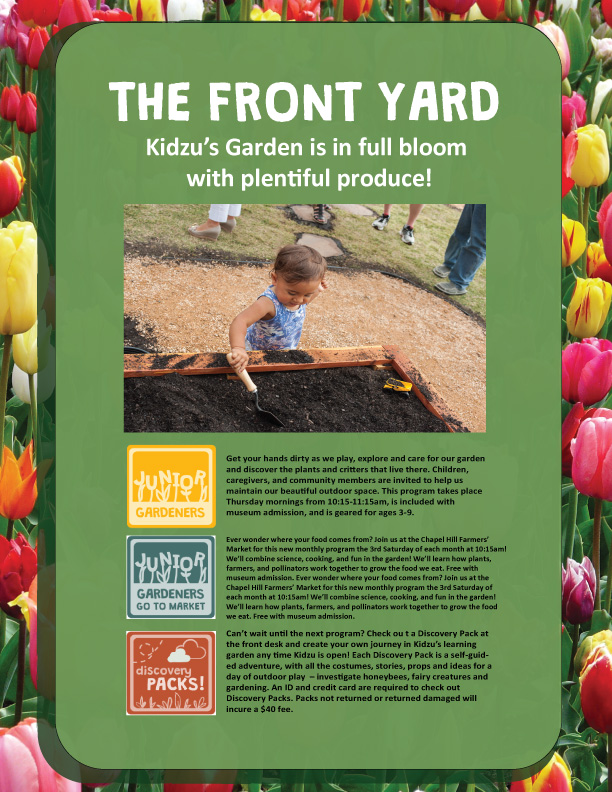 THE FRONT YARD
Kidzu's Garden is in full bloom
with plentiful produce!
JUNIOR
GARDENERS
Get your hands dirty as we play, explore and care for our garden
and discover the plants and critters that live there. Children,
caregivers, and community members are invited to help us
maintain our beautiful outdoor space. This program takes place
Thursday mornings from 10:15-11:15am, is included with
museum admission, and is geared for ages 3-9.
JUNIOR
GARDENERS
GO TO MARKET
Ever wonder where your food comes from? Join us at the Chapel Hill Farmers'
Market for this new monthly program the 3rd Saturday of each month at 10:15am!
We'll combine science, cooking, and fun in the garden! We'll learn how plants,
farmers, and pollinators work together to grow the food we eat. Free with
museum admission. Ever wonder where your food comes from? Join us at the
Chapel Hill Farmers' Market for this new monthly program the 3rd Saturday of
each month at 10:15am! We'll combine science, cooking, and fun in the garden!
We'll learn how plants, farmers, and pollinators work together to grow the food
we eat. Free with museum admission.
discovery
PACKS!
Can't wait until the next program? Check ou t a Discovery Pack at
the front desk and create your own journey in Kidzu's learning
garden any time Kidzu is open! Each Discovery Pack is a self-guid-
ed adventure, with all the costumes, stories, props and ideas for a
day of outdoor play – investigate honeybees, fairy creatures and
gardening. An ID and credit card are required to check out
Discovery Packs. Packs not returned or returned damaged will
incure a $40 fee.